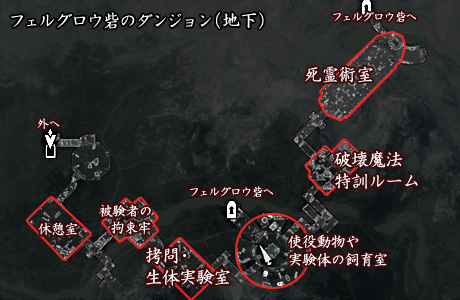 フェルグロウ砦のダンジョン(地下)
フェルグロウ砦へ
死霊術室
外へ
破壊魔法
特訓ルーム
フェルグロウ砦へ
被験者の
拘束牢
休憩室
拷問・
生体実験室
使役動物や
実験体の飼育室